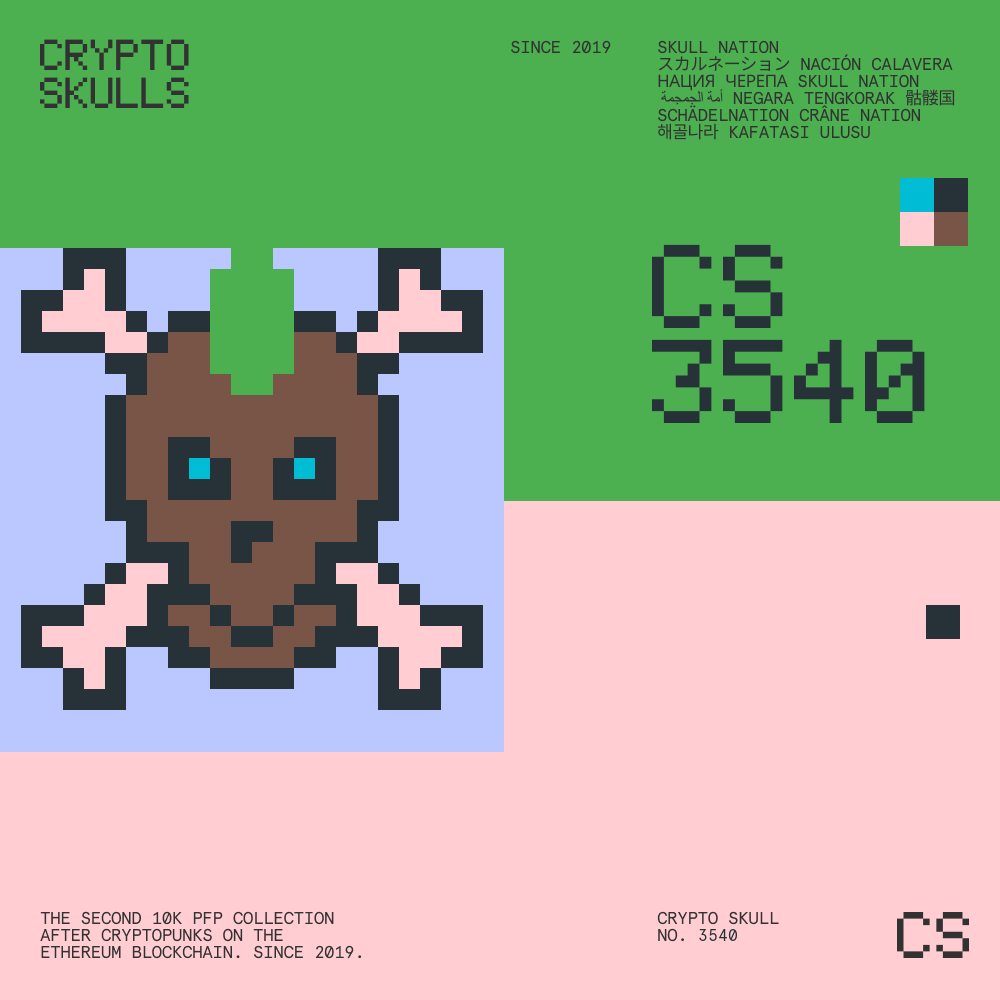 CRYPTO
SKULLS
SINCE 2019
SKULL NATION
スカルネーション NACIÓN CALAVERA
НАЦИЯ ЧЕРЕПА SKULL NATION
أمة الجمجمة NEGARA TENGKORAK 骷髅国
SCHÄDELNATION CRÂNE NATION
해골나라 KAFATASI ULUSU
CS
3540
THE SECOND 10K PFP COLLECTION
AFTER CRYPTOPUNKS ON THE
ETHEREUM BLOCKCHAIN. SINCE 2019.
CRYPTO SKULL
NO. 3540
CS